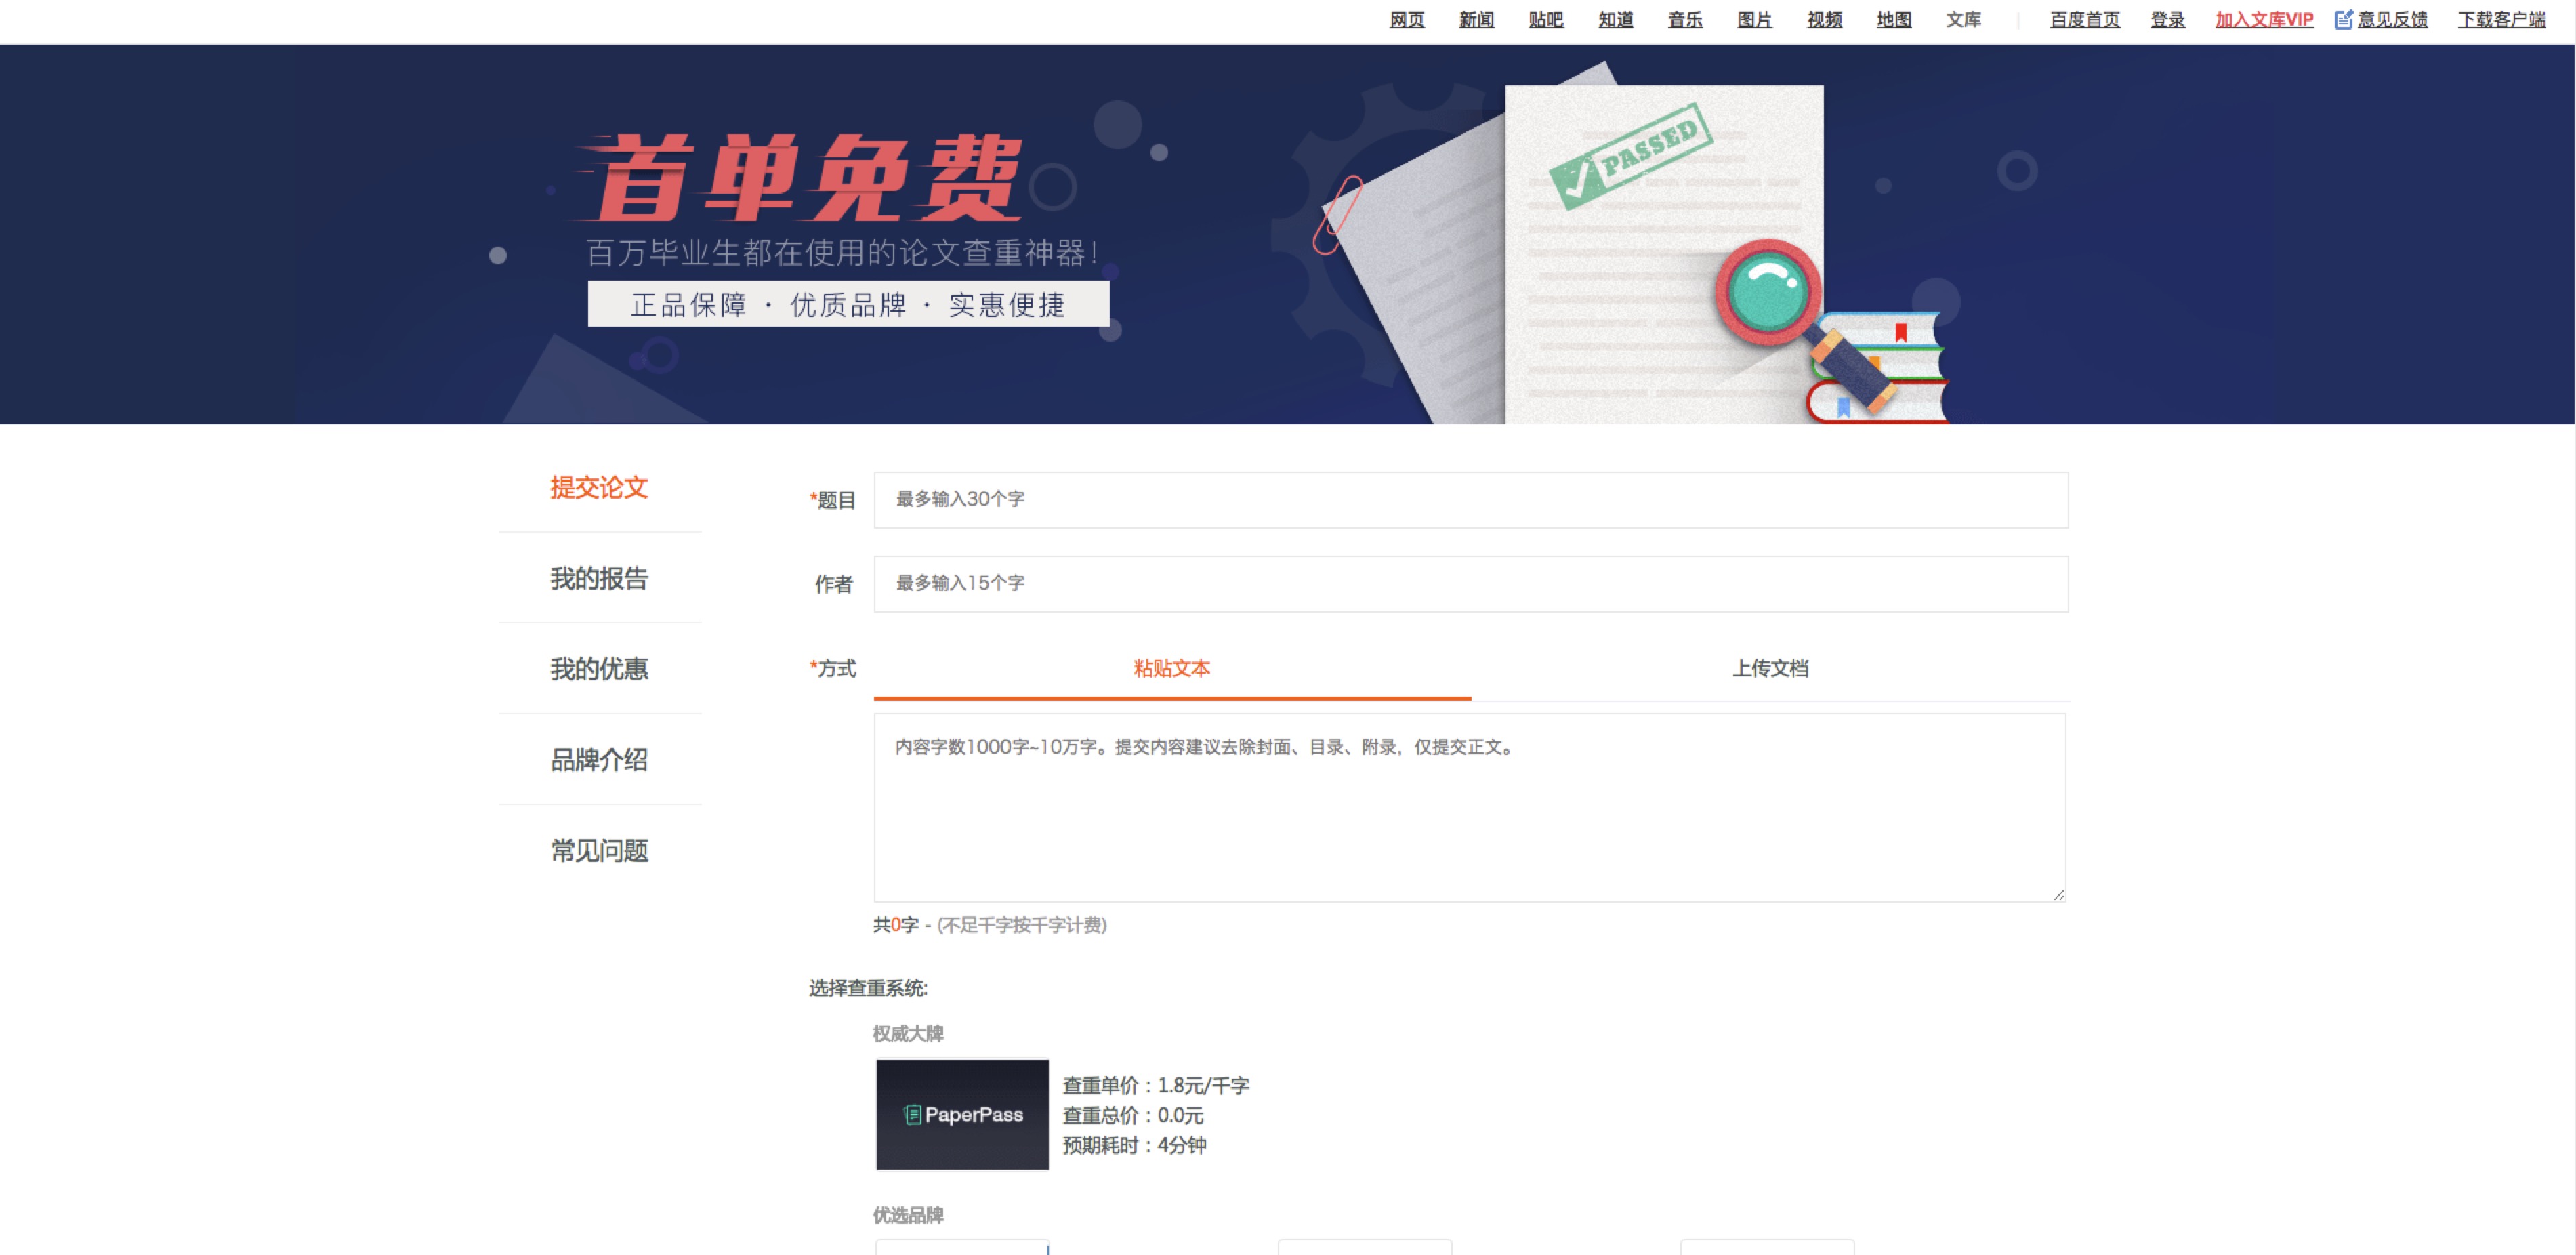 网页 新闻 贴吧 知道 音乐 图片 视频 地图 文库 百度首页 登录 加入文库VIP 意见反馈 下载客户端
首单免费
百万毕业生都在使用的论文查重神器!
正品保障 · 优质品牌 · 实惠便捷
PASSED
提交论文
我的报告
我的优惠
品牌介绍
常见问题
*题目 最多输入30个字
作者 最多输入15个字
*方式 粘贴文本 上传文档
内容字数1000字~10万字。提交内容建议去除封面、目录、附录,仅提交正文。
共0字 - (不足千字按千字计费)
选择查重系统:
权威大牌
PaperPass
查重单价:1.8元/千字
查重总价:0.0元
预期耗时:4分钟
优选品牌